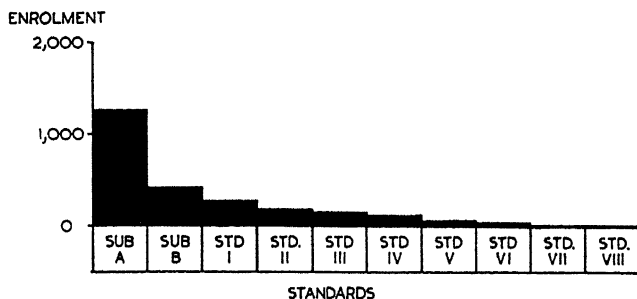 ENROLMENT
2,000
1,000
0
SUB SUB STD STD. STD STD STD STD STD. STD.
A B I II III IV V VI VII VIII
STANDARDS